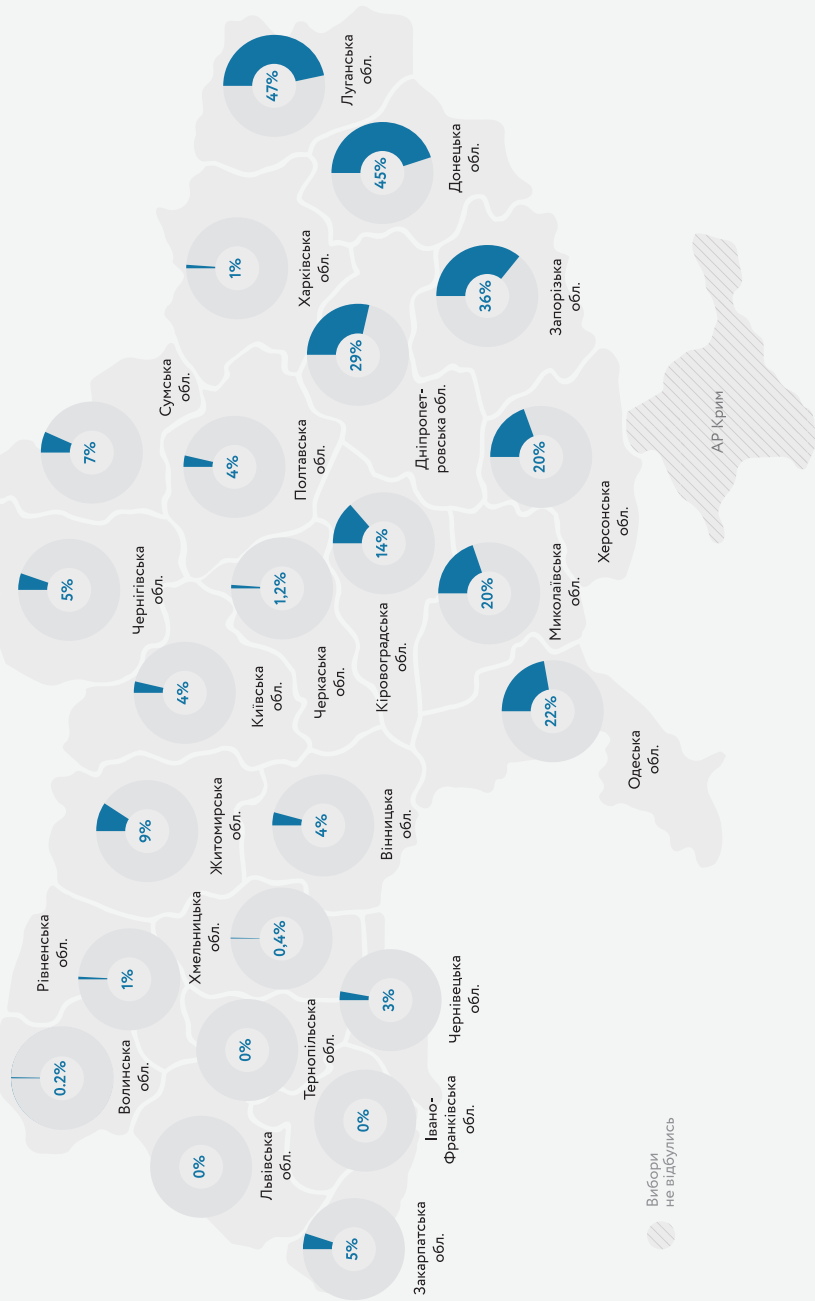 0.2%
Волинська
обл.
1%
Рівненська
обл.
9%
Житомирська
обл.
4%
Київська
обл.
5%
Чернігівська
обл.
7%
Сумська
обл.
0%
Львівська
обл.
0%
Тернопільська
обл.
0,4%
Хмельницька
обл.
4%
Вінницька
обл.
1,2%
Черкаська
обл.
4%
Полтавська
обл.
1%
Харківська
обл.
47%
Луганська
обл.
5%
Закарпатська
обл.
0%
Івано-
Франківська
обл.
3%
Чернівецька
обл.
14%
Кіровоградська
обл.
29%
Дніпропет-
ровська обл.
45%
Донецька
обл.
22%
Одеська
обл.
20%
Миколаївська
обл.
20%
Херсонська
обл.
36%
Запорізька
обл.
АР Крим
Вибори
не відбулись